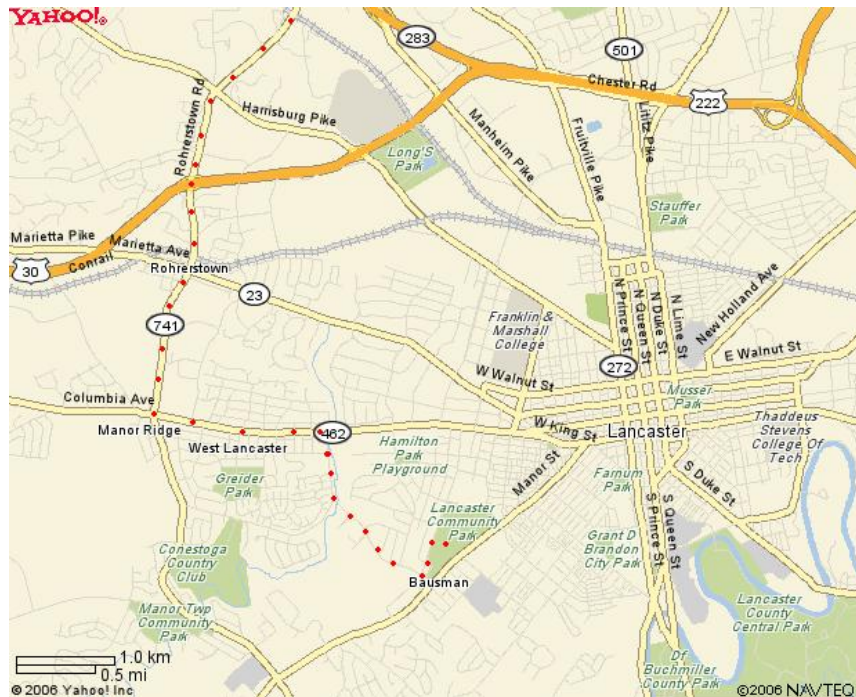 YAHOO!®
283
501
Chester Rd
222
Rohrerstown Rd
Harrisburg Pike
Manheim Pike
Fruitville Pike
Lititz Pike
Long'S
Park
Stauffer
Park
Marietta Pike
Marietta Ave
Conrail
30
Rohrerstown
23
741
Franklin &
Marshall
College
N Prince St
N Queen St
N Duke St
N Lime St
New Holland Ave
E Walnut St
272
W Walnut St
Musser
Park
Columbia Ave
Manor Ridge
West Lancaster
462
Hamilton
Park
Playground
W King St
Lancaster
Thaddeus
Stevens
College Of
Tech
Manor St
Greider
Park
Farnum
Park
S Duke St
S Prince St
S Queen St
Lancaster
Community
Park
Grant D
Brandon
City Park
Conestoga
Country
Club
Bausman
Manor Twp
Community
Park
Lancaster
County
Central Park
Df
Buchmiller
County Park
1.0 km
0.5 mi
©2006 Yahoo! Inc
©2006 NAVTEQ